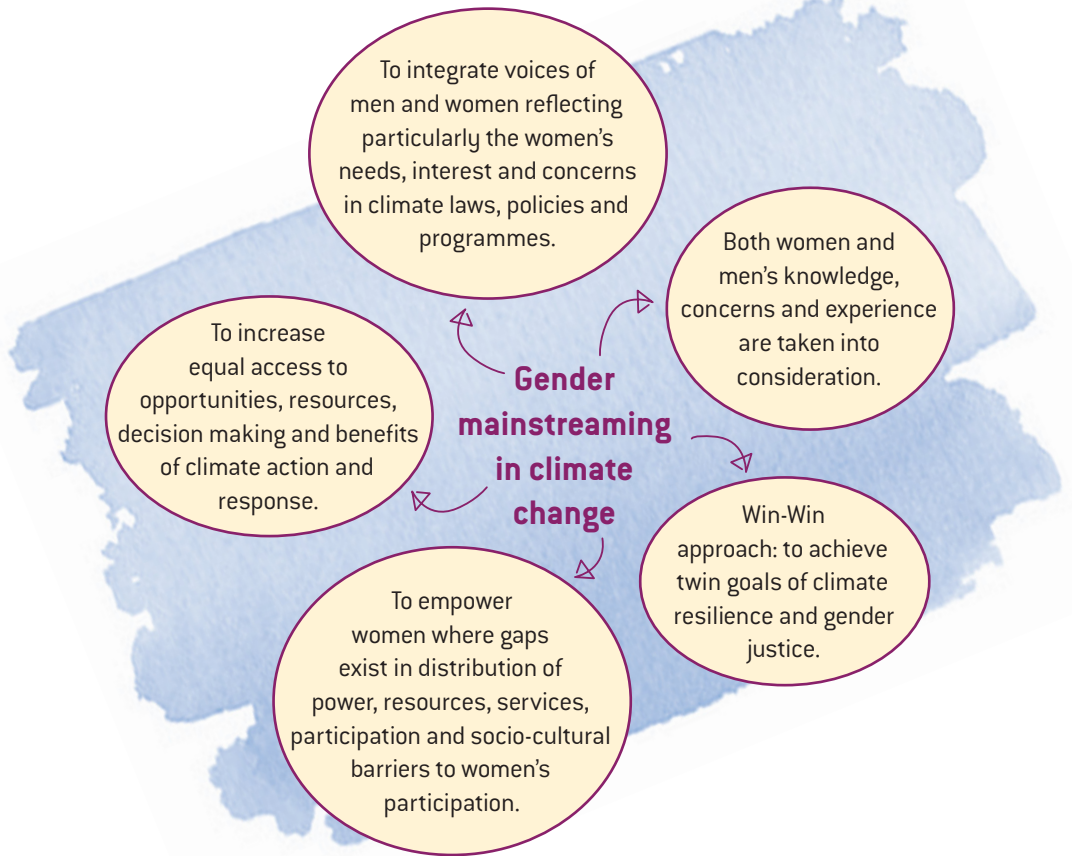 To integrate voices of
men and women reflecting
particularly the women's
needs, interest and concerns
in climate laws, policies and
programmes.
Both women and
men's knowledge,
concerns and experience
are taken into
consideration.
To increase
equal access to
opportunities, resources,
decision making and benefits
of climate action and
response.
Gender
mainstreaming
in climate
change
Win-Win
approach: to achieve
twin goals of climate
resilience and gender
justice.
To empower
women where gaps
exist in distribution of
power, resources, services,
participation and socio-cultural
barriers to women's
participation.